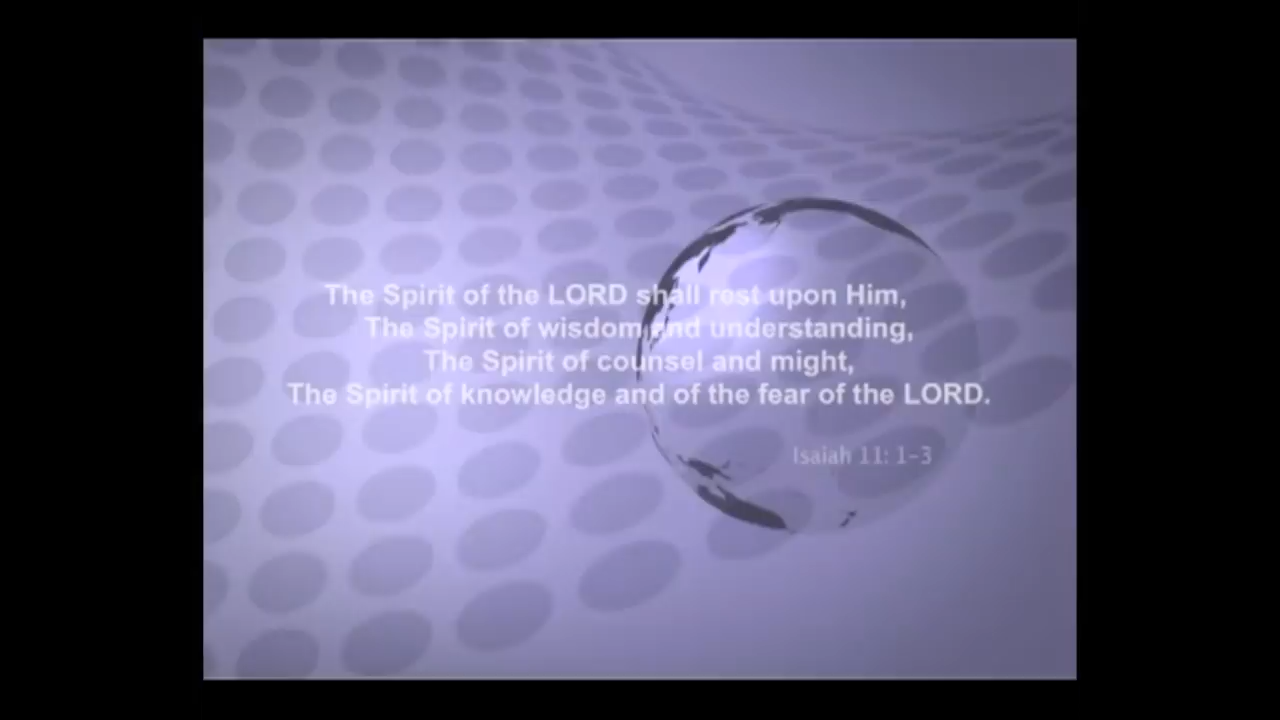 The Spirit of the LORD shall rest upon Him,
The Spirit of wisdom and understanding,
The Spirit of counsel and might,
The Spirit of knowledge and of the fear of the LORD.
Isaiah 11: 1-3